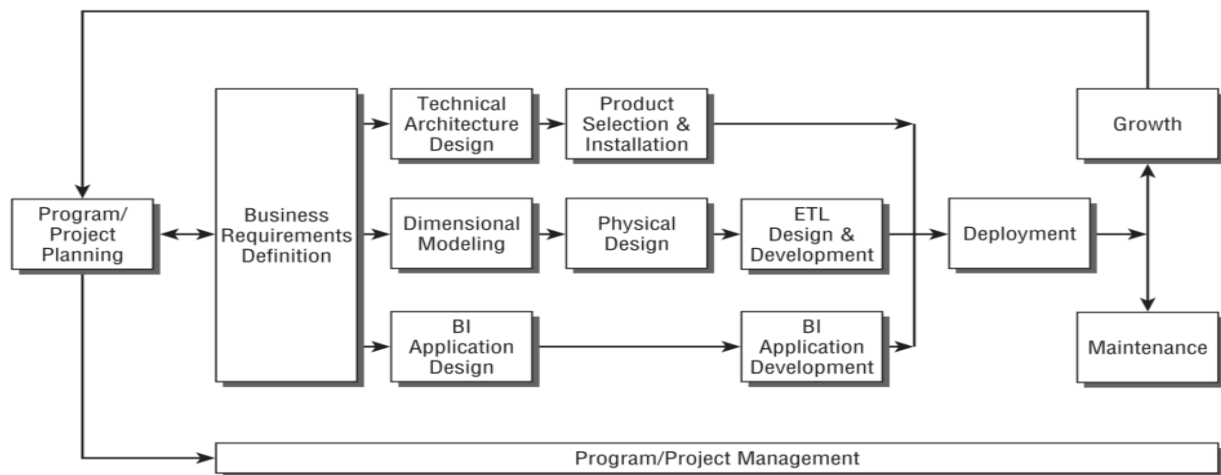 Program/
Project
Planning
Business
Requirements
Definition
Technical
Architecture
Design
Product
Selection &
Installation
Dimensional
Modeling
Physical
Design
ETL
Design &
Development
BI
Application
Design
BI
Application
Development
Deployment
Growth
Maintenance
Program/Project Management